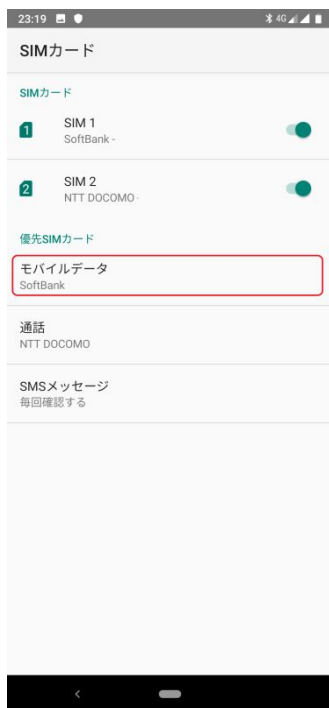 23:19 4G
SIMカード
SIMカード
1 SIM 1
SoftBank -
2 SIM 2
NTT DOCOMO -
優先SIMカード
モバイルデータ
SoftBank
通話
NTT DOCOMO
SMSメッセージ
毎回確認する